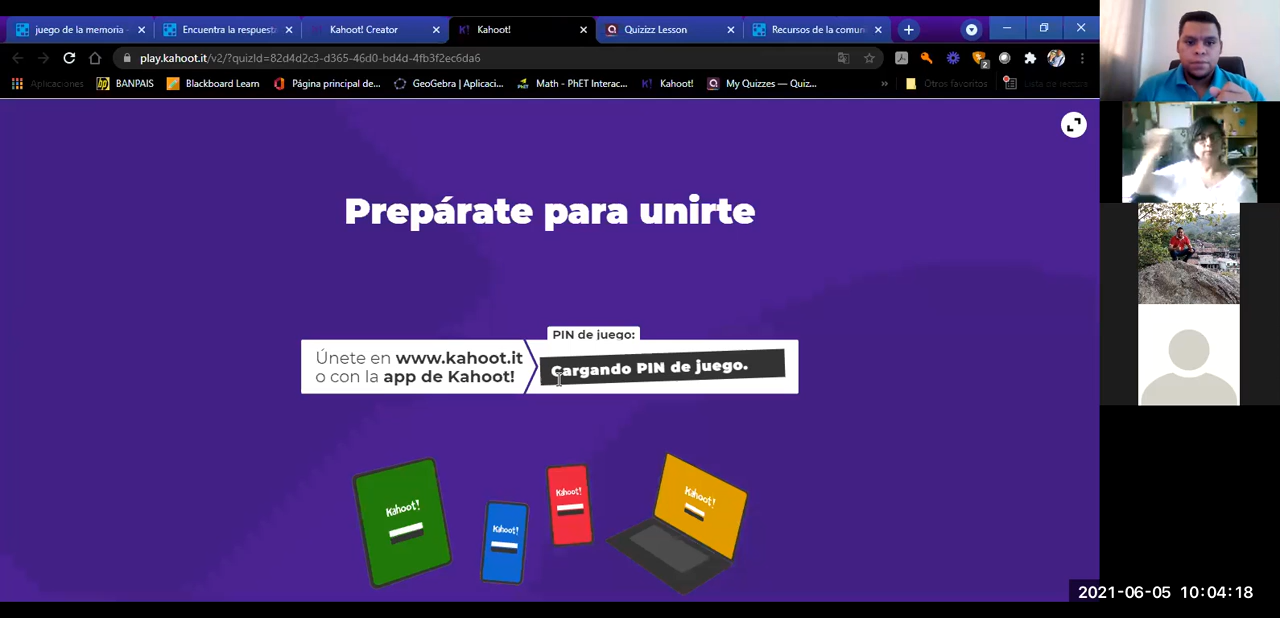 juego de la memoria -
Encuentra la respuesta
Kahoot! Creator
Kahoot!
Quizizz Lesson
Recursos de la comun
play.kahoot.it/v2/?quizId=82d4d2c3-d365-46d0-bd4d-4fb3f2ec6da6
Aplicaciones
BANPAIS
Blackboard Learn
Página principal de...
GeoGebra | Aplicaci...
Math - PhET Interac...
Kahoot!
My Quizzes — Quiz...
»
Otros favoritos
Lista de lectura
Prepárate para unirte
PIN de juego:
Únete en www.kahoot.it
o con la app de Kahoot!
Cargando PIN de juego.
Kahoot!
Kahoot!
Kahoot!
Kahoot!
2021-06-05 10:04:18